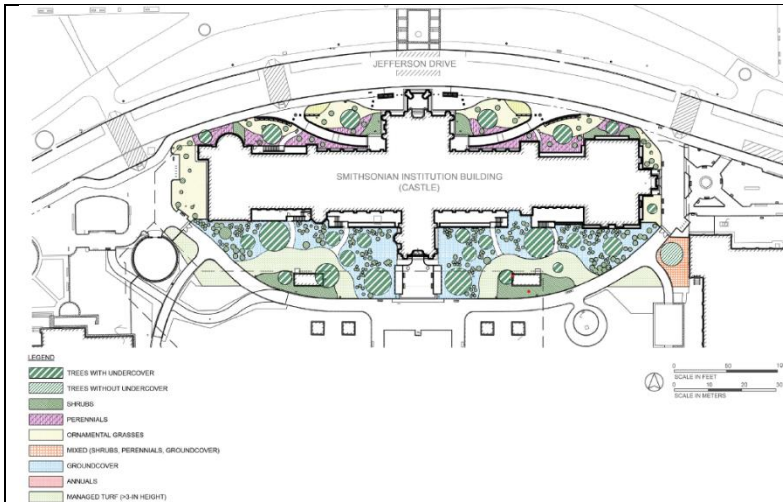 JEFFERSON DRIVE
SMITHSONIAN INSTITUTION BUILDING
(CASTLE)
LEGEND
TREES WITH UNDERCOVER
TREES WITHOUT UNDERCOVER
SHRUBS
PERENNIALS
ORNAMENTAL GRASSES
MIXED (SHRUBS, PERENNIALS, GROUNDCOVER)
GROUNDCOVER
ANNUALS
MANAGED TURF (>3-IN HEIGHT)
0 50
SCALE IN FEET
0 10 20 30
SCALE IN METERS